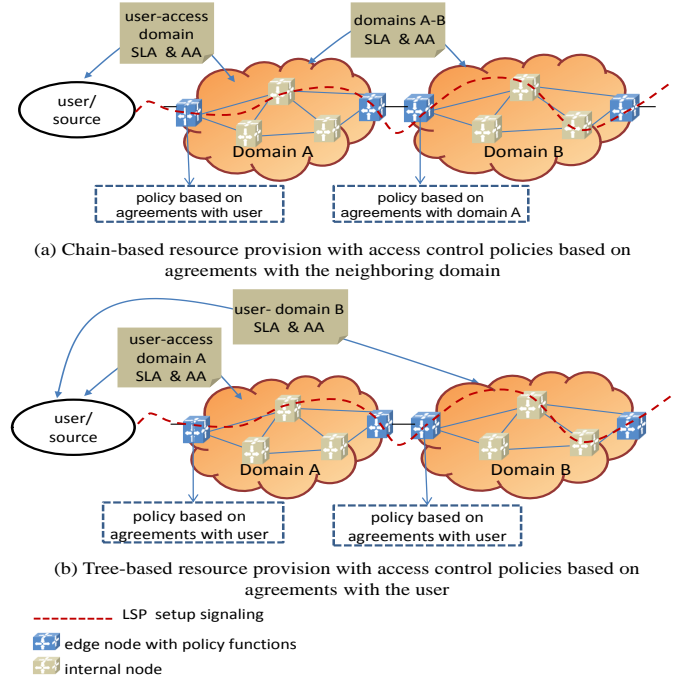 user-access
domain
SLA & AA
domains A-B
SLA & AA
user/
source
Domain A
Domain B
policy based on
agreements with user
policy based on
agreements with domain A
(a) Chain-based resource provision with access control policies based on
agreements with the neighboring domain
user- domain B
SLA & AA
user-access
domain A
SLA & AA
user/
source
Domain A
Domain B
policy based on
agreements with user
policy based on
agreements with user
(b) Tree-based resource provision with access control policies based on
agreements with the user
LSP setup signaling
edge node with policy functions
internal node